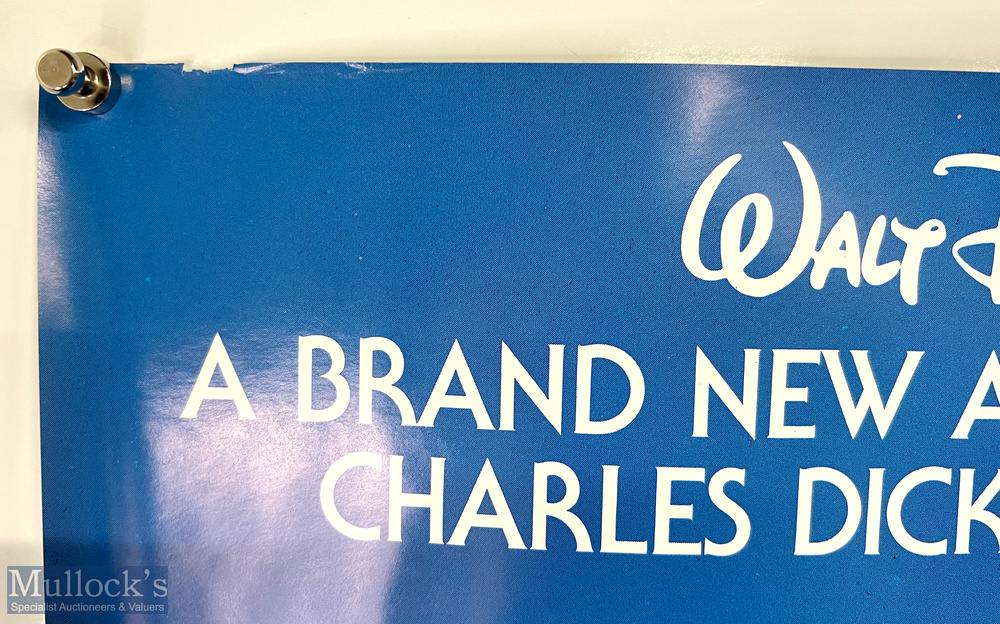 WALT D
A BRAND NEW A
CHARLES DICK
Mullock's
Specialist Auctioneers & Valuers